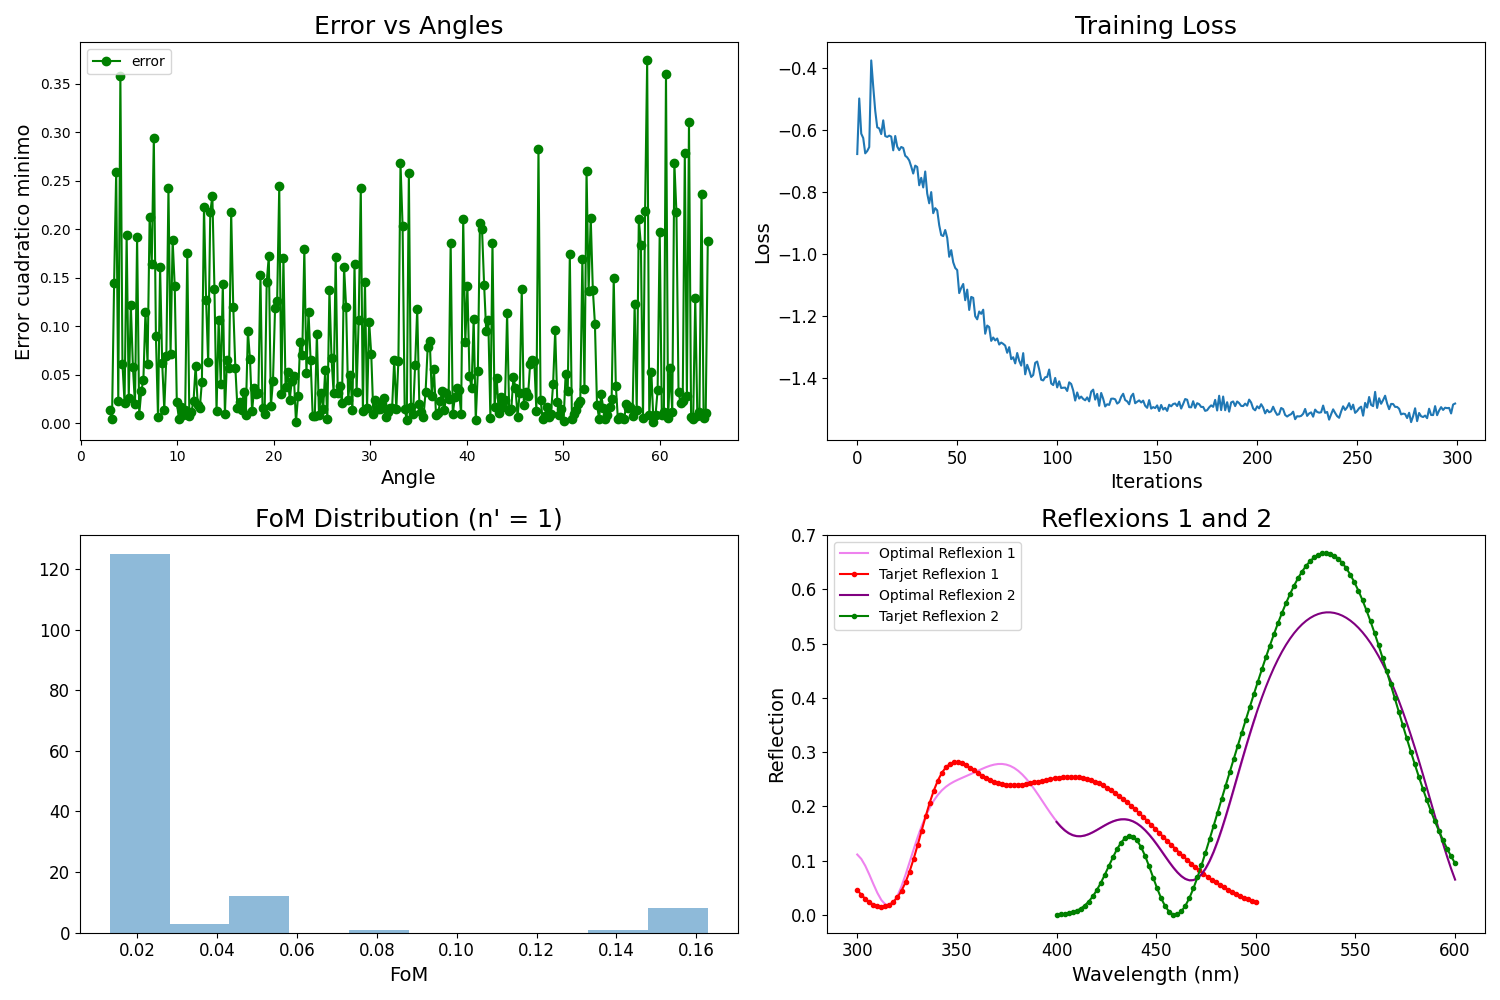 Error vs Angles
error
Error cuadratico minimo
0.35
0.30
0.25
0.20
0.15
0.10
0.05
0.00
0 10 20 30 40 50 60
Angle
Training Loss
Loss
−0.4
−0.6
−0.8
−1.0
−1.2
−1.4
0 50 100 150 200 250 300
Iterations
FoM Distribution (n' = 1)
120
100
80
60
40
20
0
0.02 0.04 0.06 0.08 0.10 0.12 0.14 0.16
FoM
Reflexions 1 and 2
Optimal Reflexion 1
Tarjet Reflexion 1
Optimal Reflexion 2
Tarjet Reflexion 2
Reflection
0.7
0.6
0.5
0.4
0.3
0.2
0.1
0.0
300 350 400 450 500 550 600
Wavelength (nm)